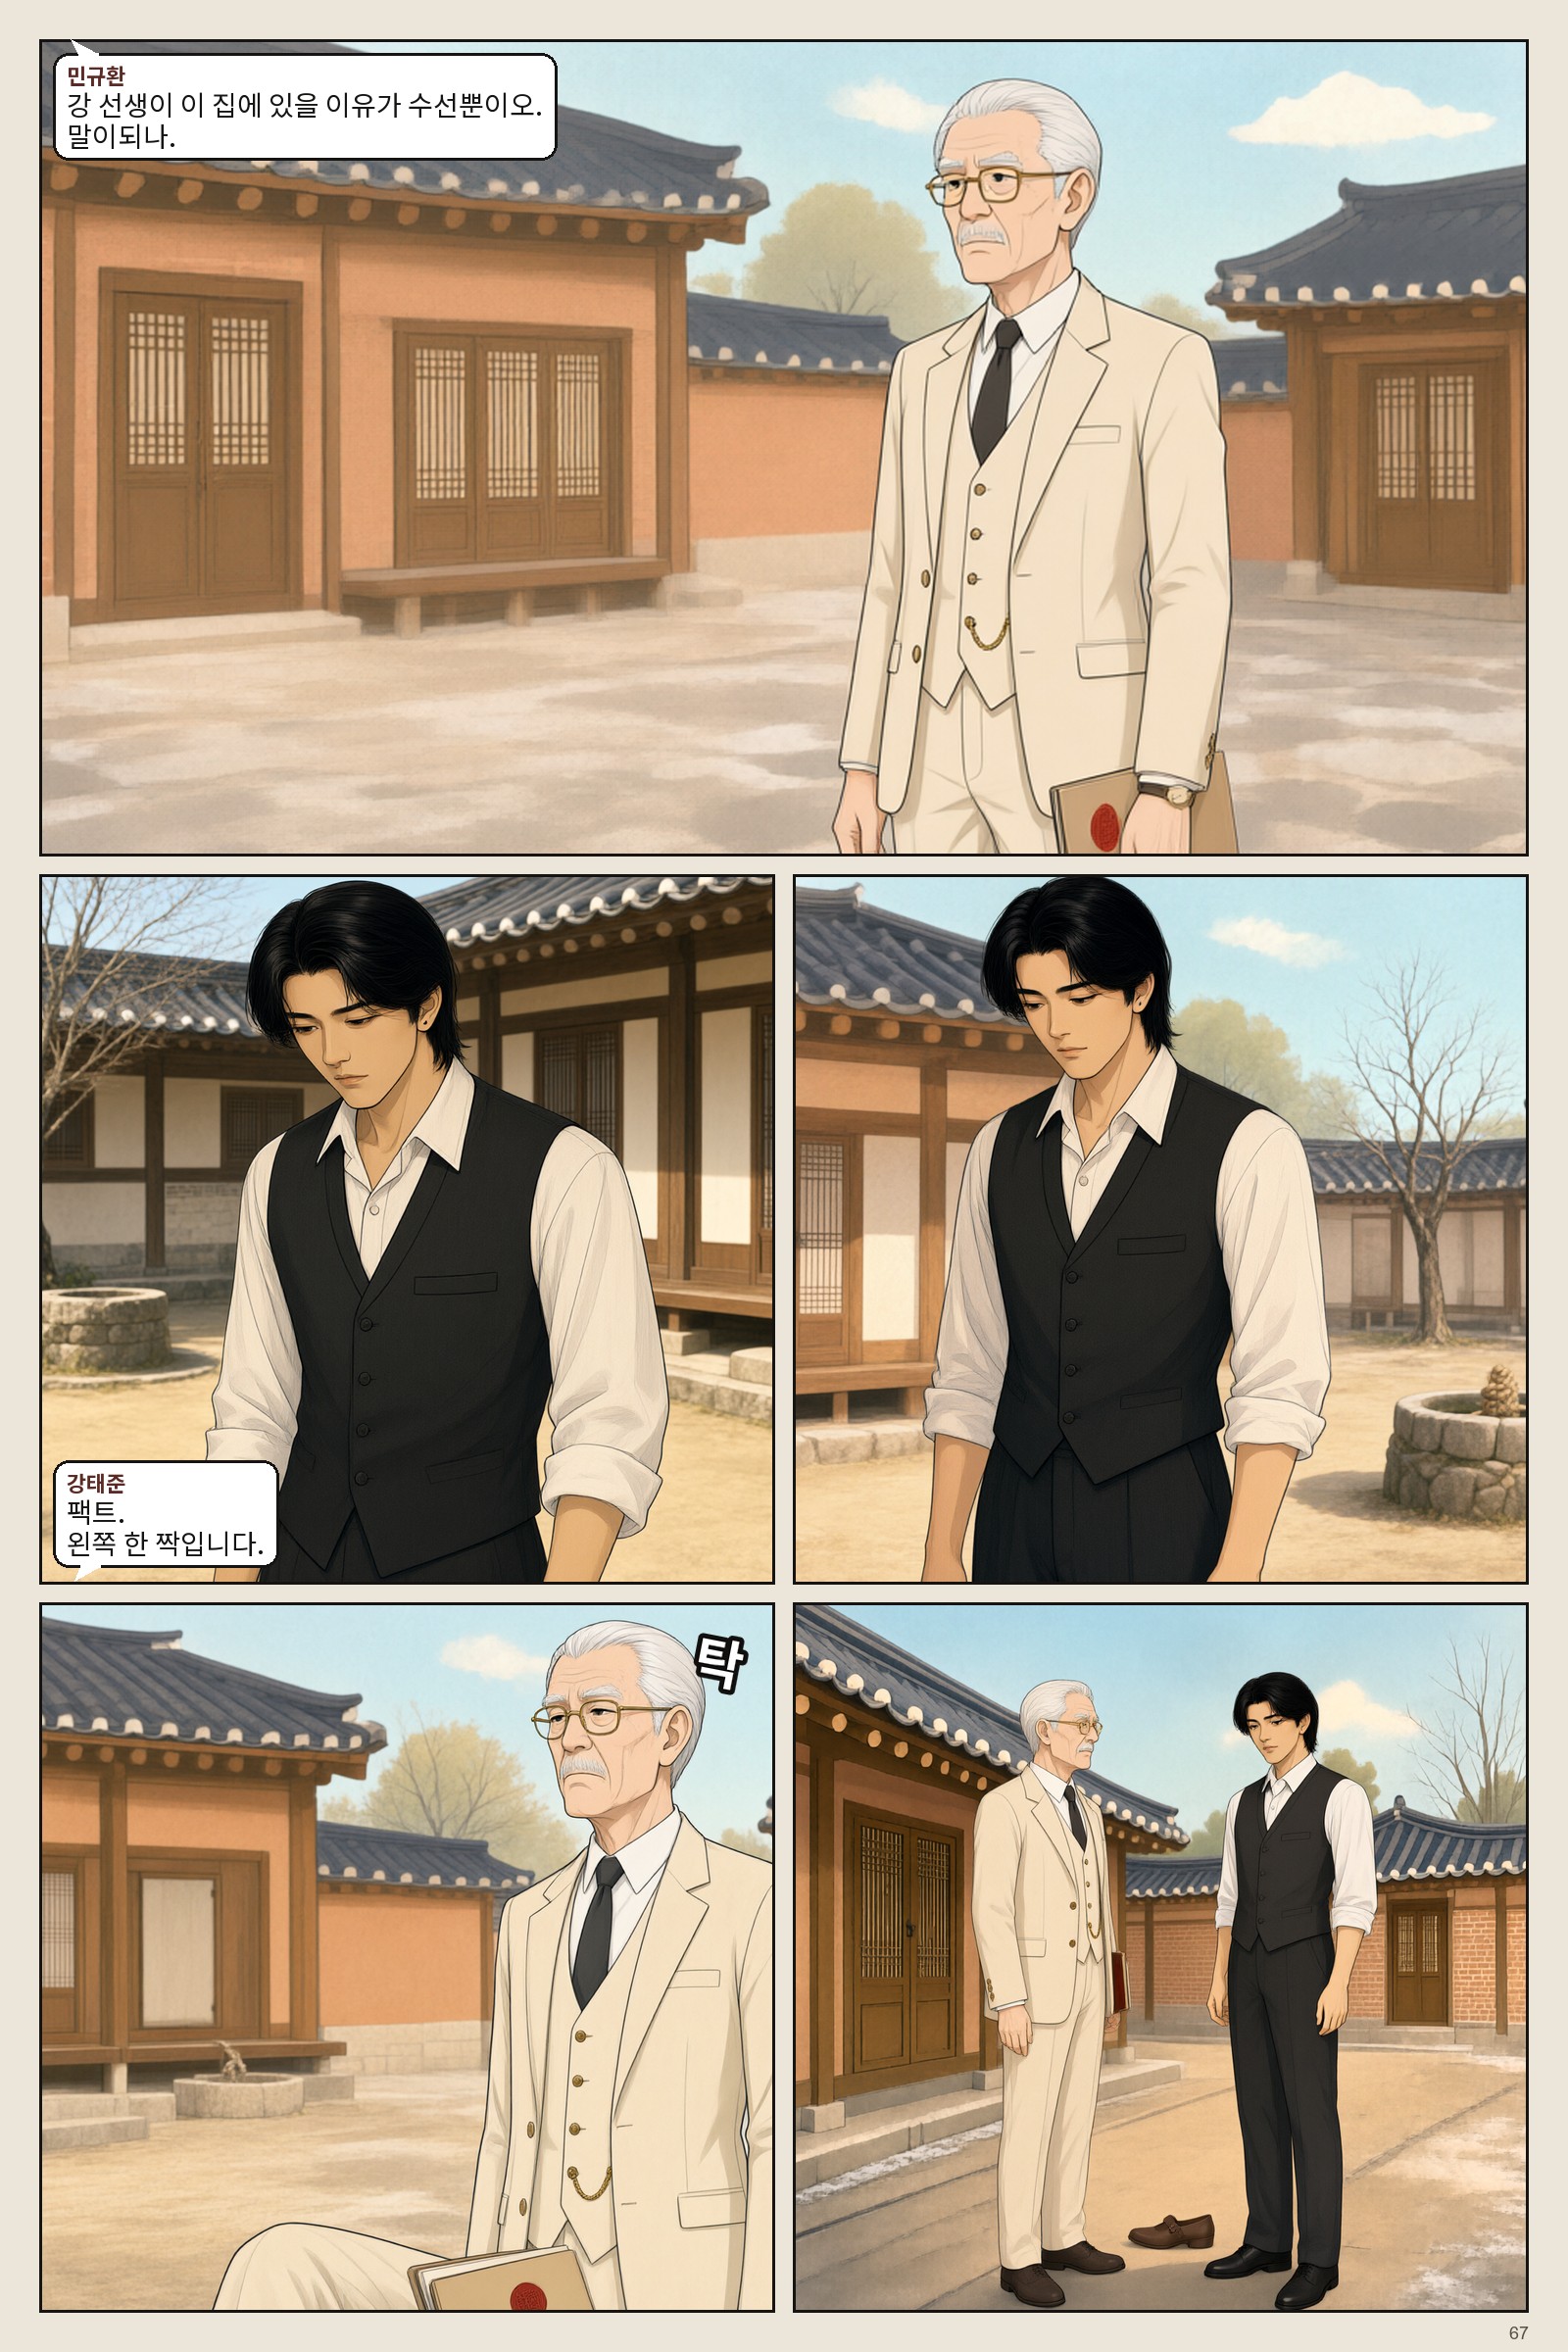 민규환
강 선생이 이 집에 있을 이유가 수선뿐이오.
말이되나.
강태준
팩트.
왼쪽 한 짝입니다.
탁
67